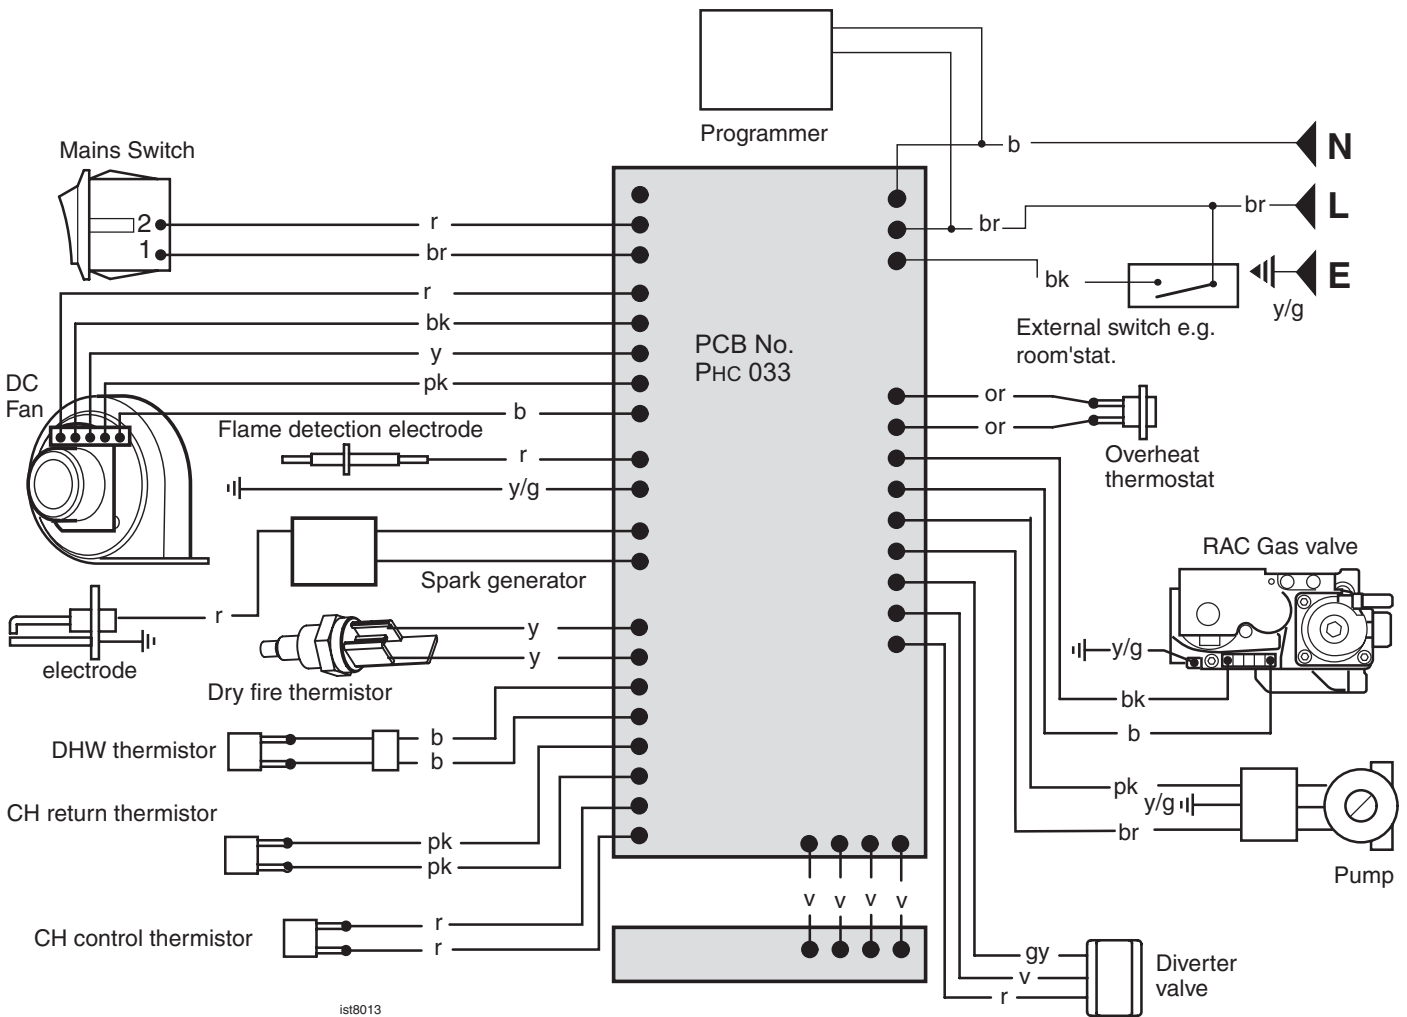 Programmer
Mains Switch
2
1
r
br
r
bk
y
pk
b
DC
Fan
Flame detection electrode
r
y/g
Spark generator
r
electrode
y
y
Dry fire thermistor
DHW thermistor
b
b
CH return thermistor
pk
pk
CH control thermistor
r
r
ist8013
PCB No.
PHC 033
v
v
v
v
b
N
br
br
L
bk
E
y/g
External switch e.g.
room'stat.
or
or
Overheat
thermostat
RAC Gas valve
y/g
bk
b
pk
y/g
br
Pump
gy
v
r
Diverter
valve